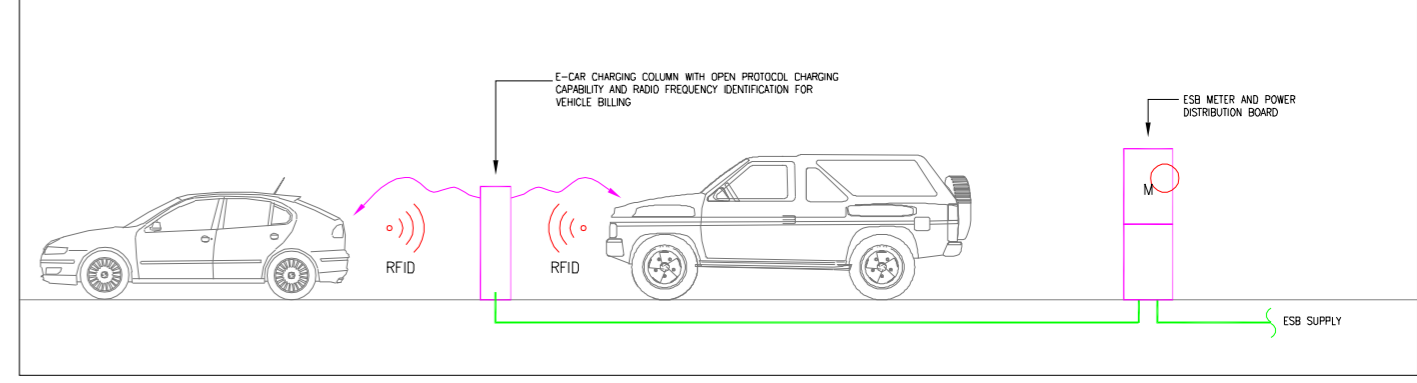 E-CAR CHARGING COLUMN WITH OPEN PROTOCOL CHARGING
CAPABILITY AND RADIO FREQUENCY IDENTIFICATION FOR
VEHICLE BILLING
ESB METER AND POWER
DISTRIBUTION BOARD
M
RFID
RFID
ESB SUPPLY